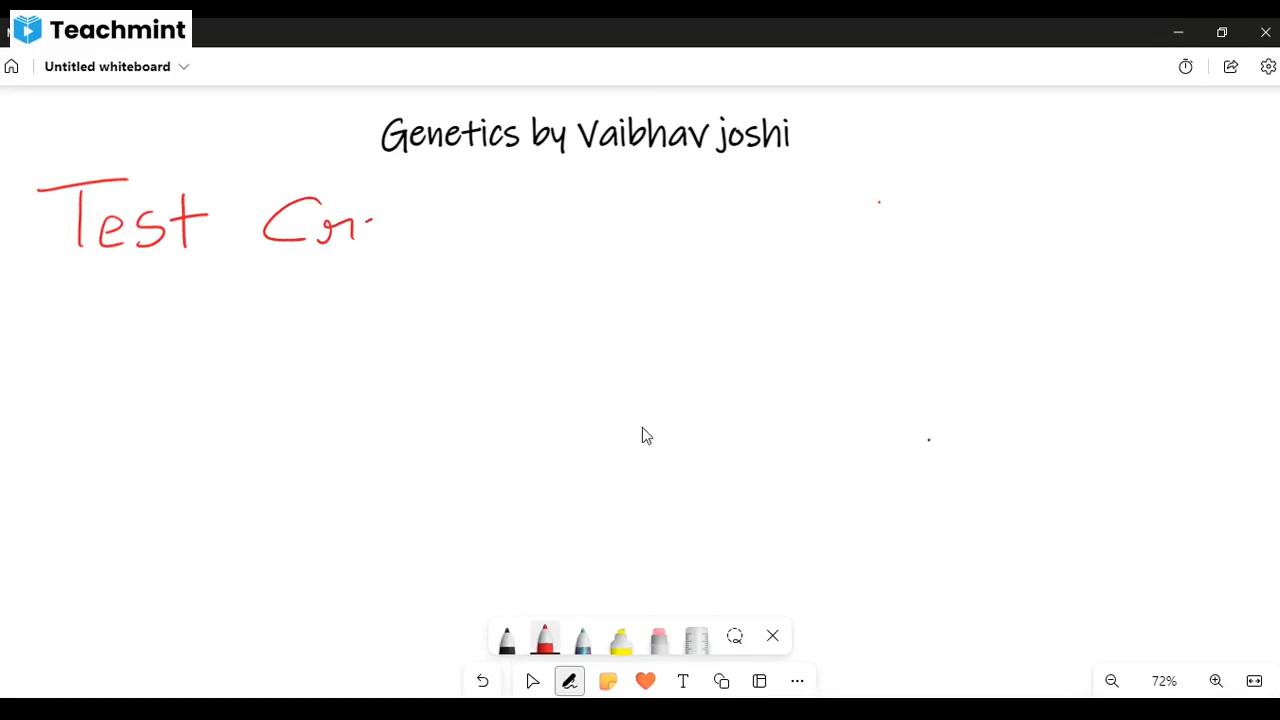 Teachmint
Untitled whiteboard
Genetics by Vaibhav joshi
Test Cr
72%